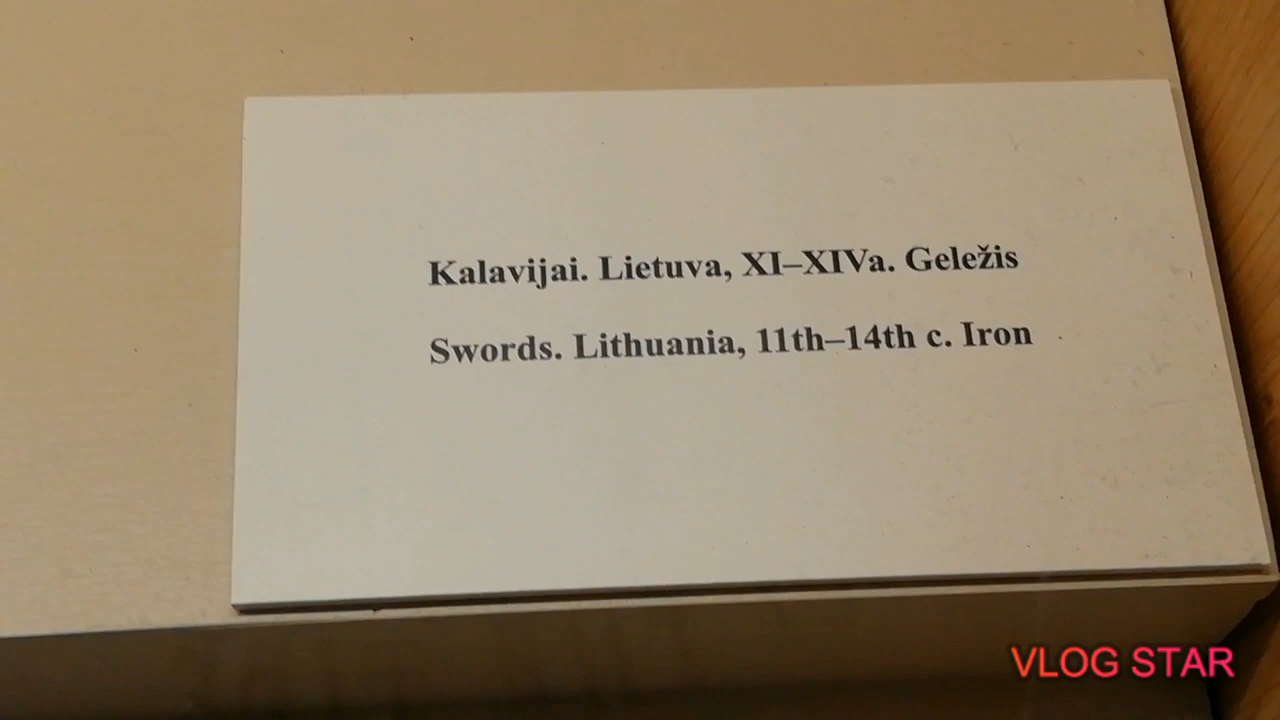 Kalavijai. Lietuva, XI–XIVa. Geležis
Swords. Lithuania, 11th–14th c. Iron
VLOG STAR